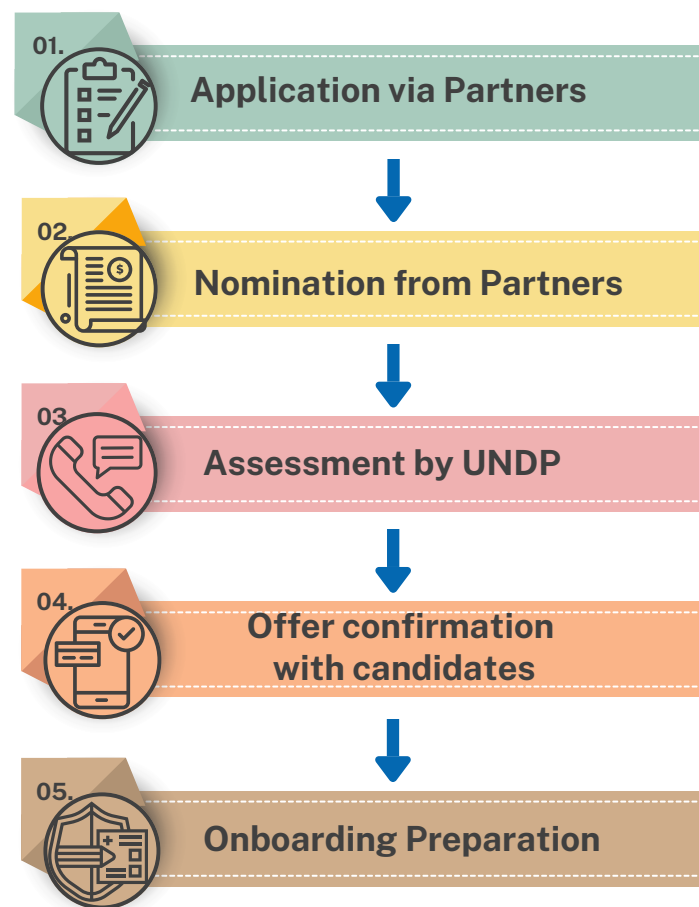 01.
Application via Partners
02.
$
Nomination from Partners
03.
Assessment by UNDP
04.
Offer confirmation
with candidates
05.
Onboarding Preparation